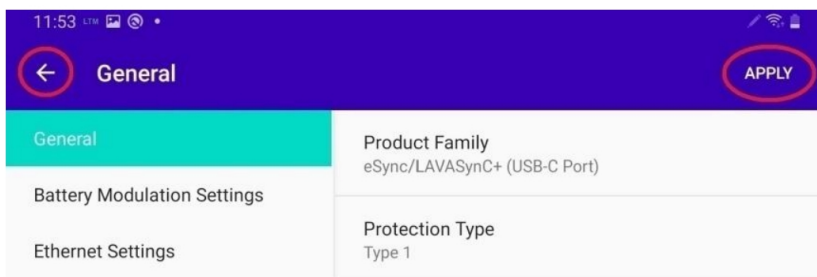 11:53 LTM
General
APPLY
General
Battery Modulation Settings
Ethernet Settings
Product Family
eSync/LAVASynC+ (USB-C Port)
Protection Type
Type 1